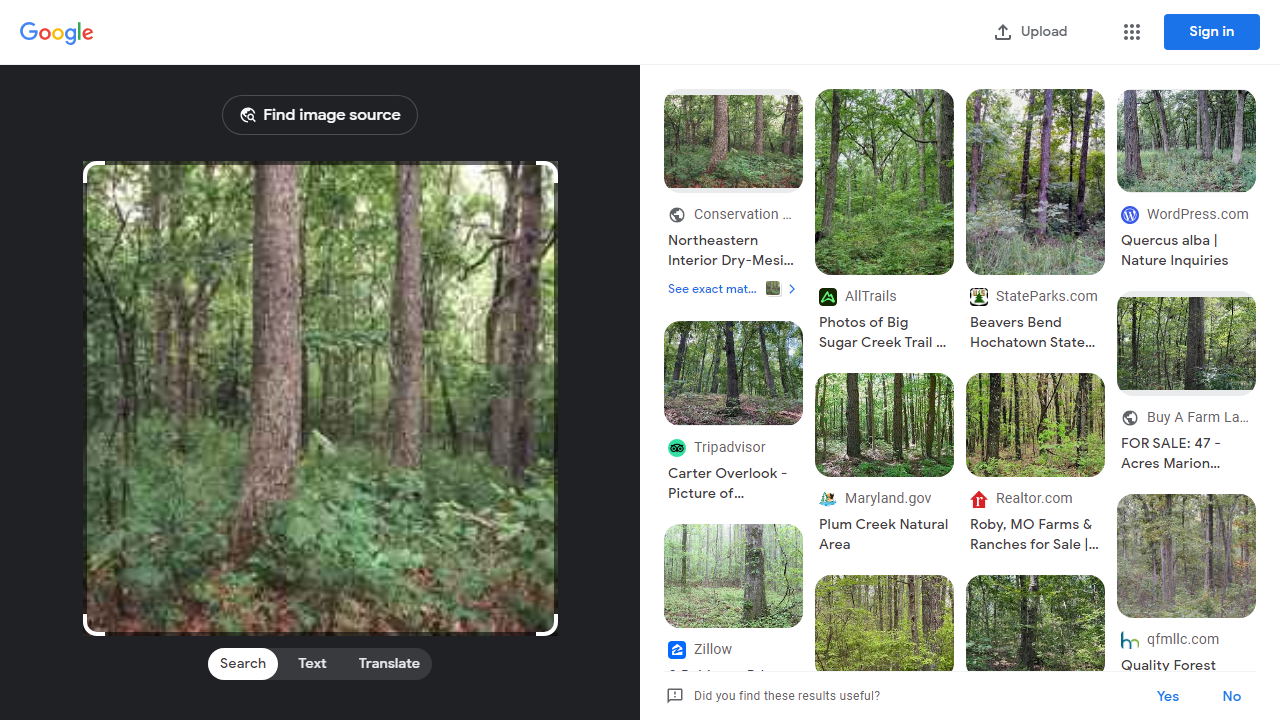 Google
Upload
Sign in
Find image source
Search
Text
Translate
Conservation ...
Northeastern
Interior Dry-Mesi...
See exact mat...
Tripadvisor
Carter Overlook -
Picture of...
Zillow
AllTrails
Photos of Big
Sugar Creek Trail ...
Maryland.gov
Plum Creek Natural
Area
StateParks.com
Beavers Bend
Hochatown State...
Realtor.com
Roby, MO Farms &
Ranches for Sale |...
WordPress.com
Quercus alba |
Nature Inquiries
Buy A Farm La...
FOR SALE: 47 -
Acres Marion...
qfmllc.com
Quality Forest
Did you find these results useful?
Yes
No